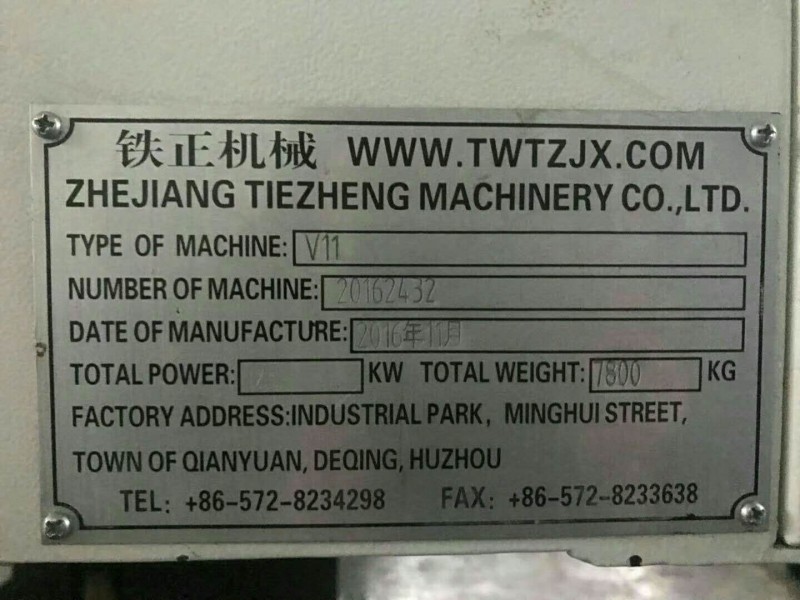 铁正机械 WWW.TWTZJX.COM
ZHEJIANG TIEZHENG MACHINERY CO.,LTD.
TYPE OF MACHINE: V11
NUMBER OF MACHINE: 20162432
DATE OF MANUFACTURE: 2016年11月
TOTAL POWER: KW TOTAL WEIGHT: 7800 KG
FACTORY ADDRESS:INDUSTRIAL PARK, MINGHUI STREET,
TOWN OF QIANYUAN, DEQING, HUZHOU
TEL: +86-572-8234298 FAX: +86-572-8233638